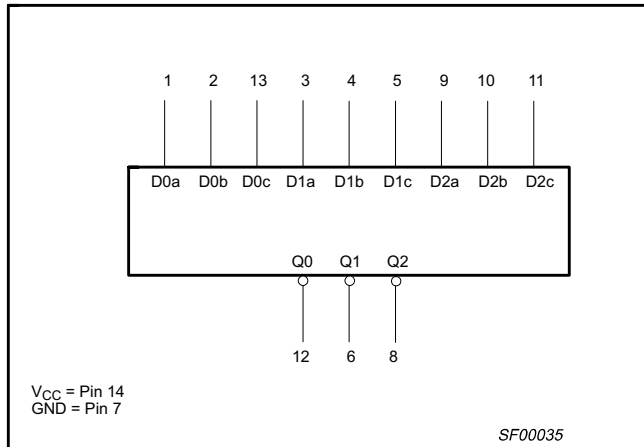 1 2 13 3 4 5 9 10 11
D0a D0b D0c D1a D1b D1c D2a D2b D2c
Q0 Q1 Q2
12 6 8
VCC = Pin 14
GND = Pin 7
SF00035